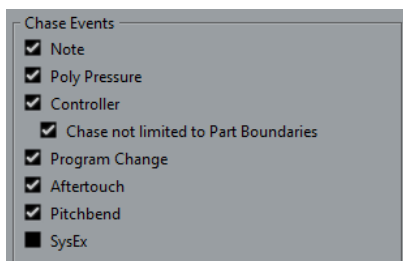 Chase Events
Note
Poly Pressure
Controller
Chase not limited to Part Boundaries
Program Change
Aftertouch
Pitchbend
SysEx